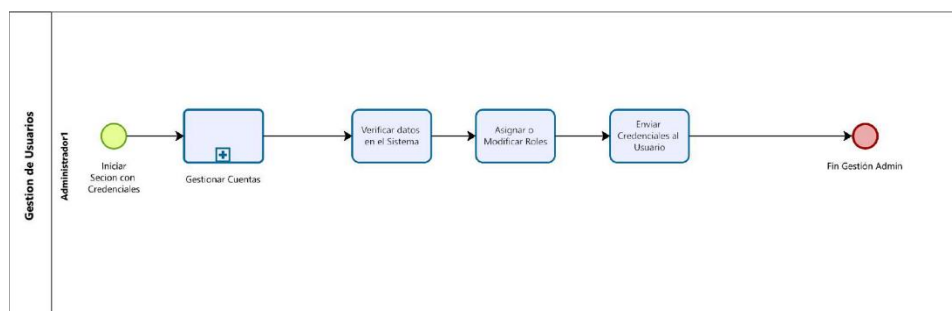 Gestion de Usuarios
Administrador1
Iniciar
Secion con
Credenciales
Gestionar Cuentas
Verificar datos
en el Sistema
Asignar o
Modificar Roles
Enviar
Credenciales al
Usuario
Fin Gestión Admin